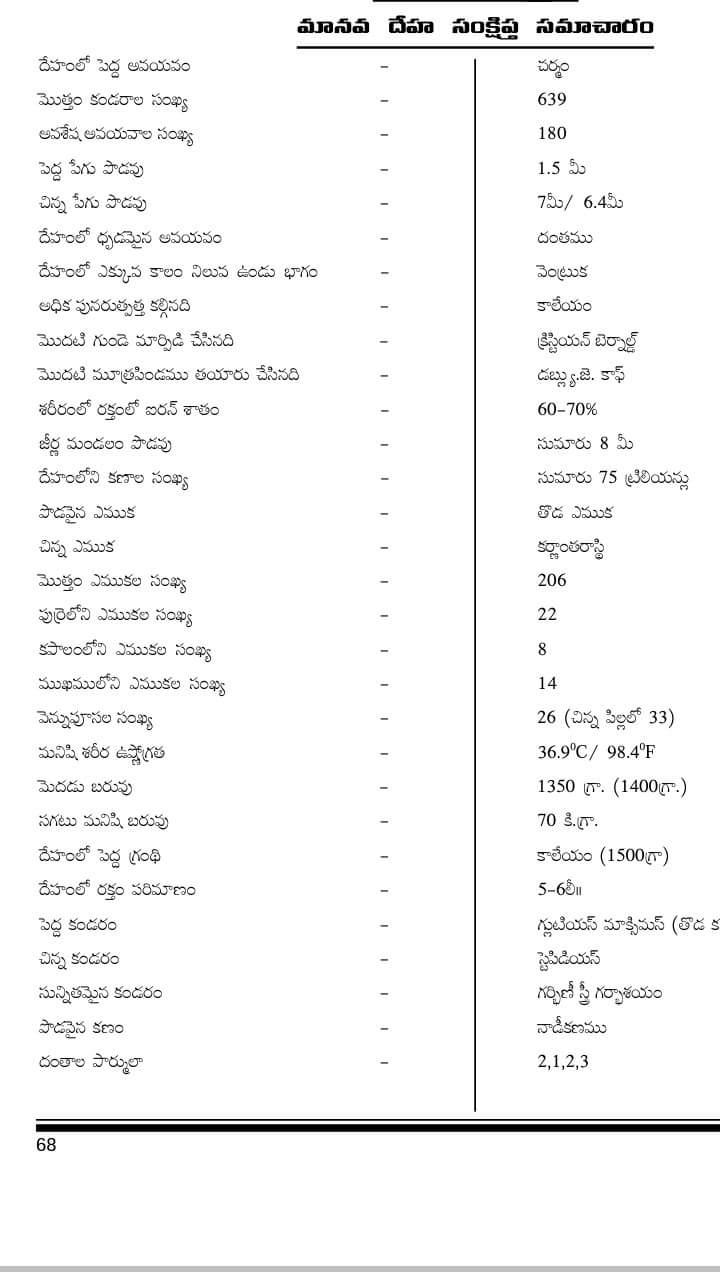 మానవ దేహ సంక్షిప్త సమాచారం
దేహంలో పెద్ద అవయవం – చర్మం
మొత్తం కండరాల సంఖ్య – 639
అవశేష అవయవాల సంఖ్య – 180
పెద్ద పేగు పొడవు – 1.5 మీ
చిన్న పేగు పొడవు – 7మీ/ 6.4మీ
దేహంలో ధృడమైన అవయవం – దంతము
దేహంలో ఎక్కువ కాలం నిలువ ఉండు భాగం – వెంట్రుక
అధిక పునరుత్పత్త కల్గినది – కాలేయం
మొదటి గుండె మార్పిడి చేసినది – క్రిస్టియన్ బెర్నాల్డ్
మొదటి మూత్రపిండము తయారు చేసినది – డబ్ల్యు.జె. కాఫ్
శరీరంలో రక్తంలో ఐరన్ శాతం – 60-70%
జీర్ణ మండలం పొడవు – సుమారు 8 మీ
దేహంలోని కణాల సంఖ్య – సుమారు 75 ట్రిలియన్లు
పొడవైన ఎముక – తొడ ఎముక
చిన్న ఎముక – కర్ణాంతరాస్థి
మొత్తం ఎముకల సంఖ్య – 206
పుర్రెలోని ఎముకల సంఖ్య – 22
కపాలంలోని ఎముకల సంఖ్య – 8
ముఖములోని ఎముకల సంఖ్య – 14
వెన్నుపూసల సంఖ్య – 26 (చిన్న పిల్లలో 33)
మనిషి శరీర ఉష్ణోగ్రత – 36.9⁰C/ 98.4⁰F
మెదడు బరువు – 1350 గ్రా. (1400గ్రా.)
సగటు మనిషి బరువు – 70 కి.గ్రా.
దేహంలో పెద్ద గ్రంథి – కాలేయం (1500గ్రా)
దేహంలో రక్తం పరిమాణం – 5-6లీ॥
పెద్ద కండరం – గ్లుటియస్ మాక్సిమస్ (తొడ క
చిన్న కండరం – స్టెపిడియస్
సున్నితమైన కండరం – గర్భిణీ స్త్రీ గర్భాశయం
పొడవైన కణం – నాడీకణము
దంతాల పార్ములా – 2,1,2,3
68